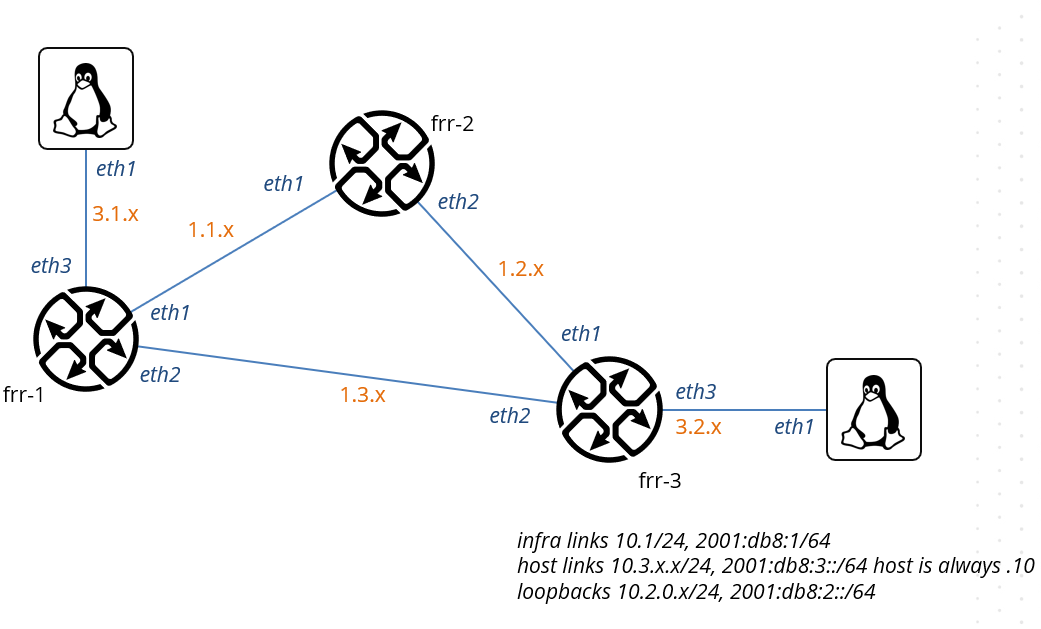 frr-2
eth1
eth1
eth2
3.1.x
1.1.x
eth3
1.2.x
eth1
eth1
eth2
frr-1
1.3.x
eth2
eth3
3.2.x
eth1
frr-3
infra links 10.1/24, 2001:db8:1/64
host links 10.3.x.x/24, 2001:db8:3::/64 host is always .10
loopbacks 10.2.0.x/24, 2001:db8:2::/64